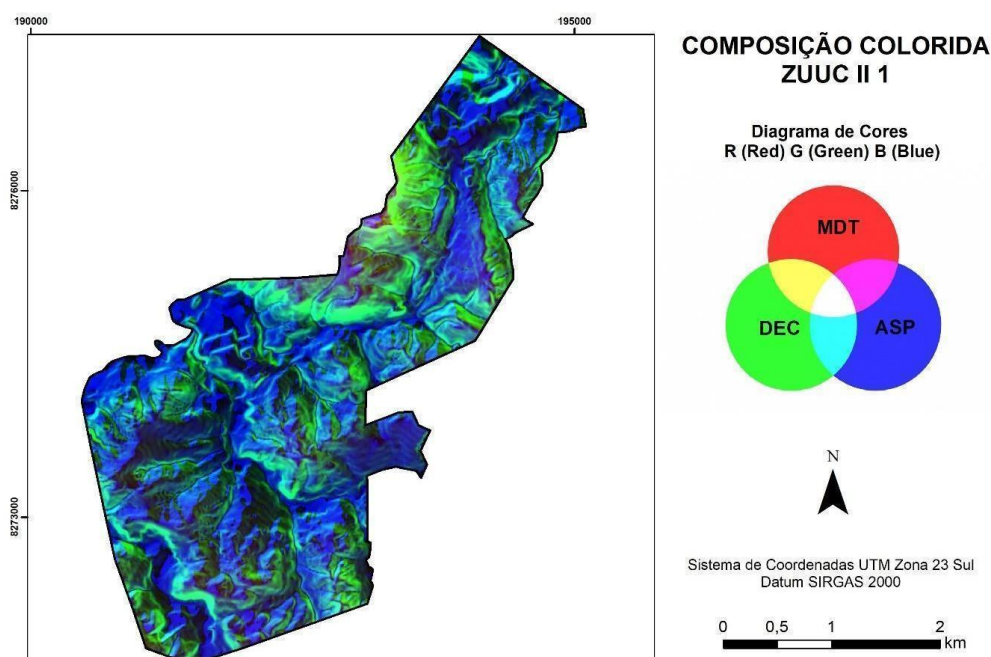 190000
195000
8276000
8273000
COMPOSIÇÃO COLORIDA
ZUUC II 1
Diagrama de Cores
R (Red) G (Green) B (Blue)
MDT
DEC
ASP
N
Sistema de Coordenadas UTM Zona 23 Sul
Datum SIRGAS 2000
0 0,5 1 2
km